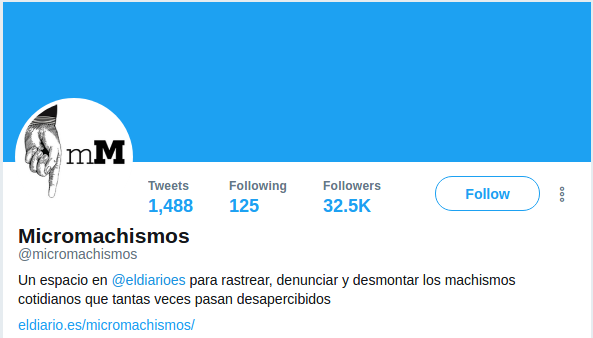 mM
Tweets Following Followers
1,488 125 32.5K
Follow
Micromachismos
@micromachismos
Un espacio en @eldiarioes para rastrear, denunciar y desmontar los machismos
cotidianos que tantas veces pasan desapercibidos
eldiario.es/micromachismos/